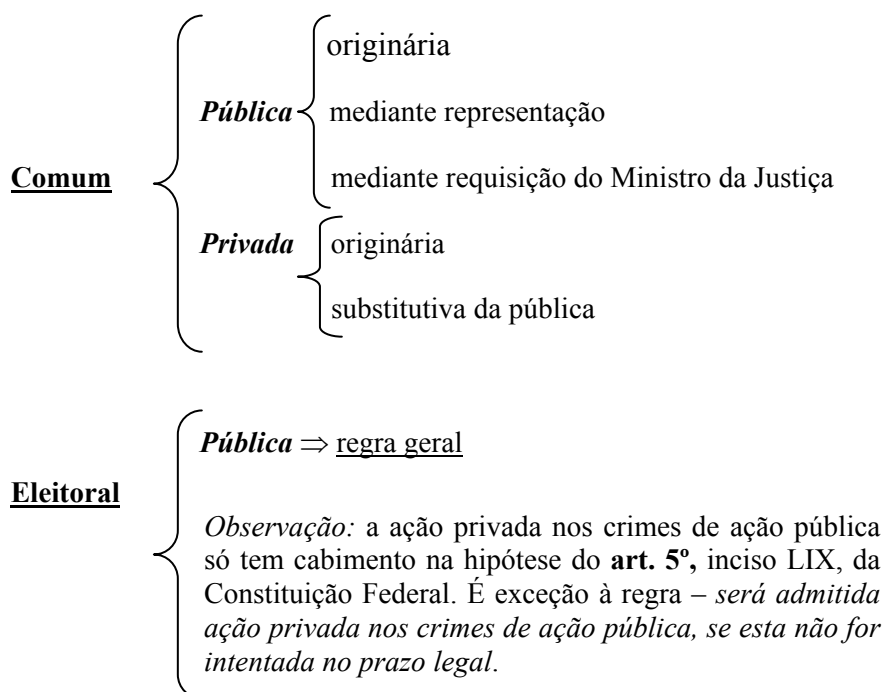 originária
Pública mediante representação
Comum mediante requisição do Ministro da Justiça
Privada originária
substitutiva da pública
Pública ⇒ regra geral
Eleitoral
Observação: a ação privada nos crimes de ação pública
só tem cabimento na hipótese do art. 5º, inciso LIX, da
Constituição Federal. É exceção à regra – será admitida
ação privada nos crimes de ação pública, se esta não for
intentada no prazo legal.